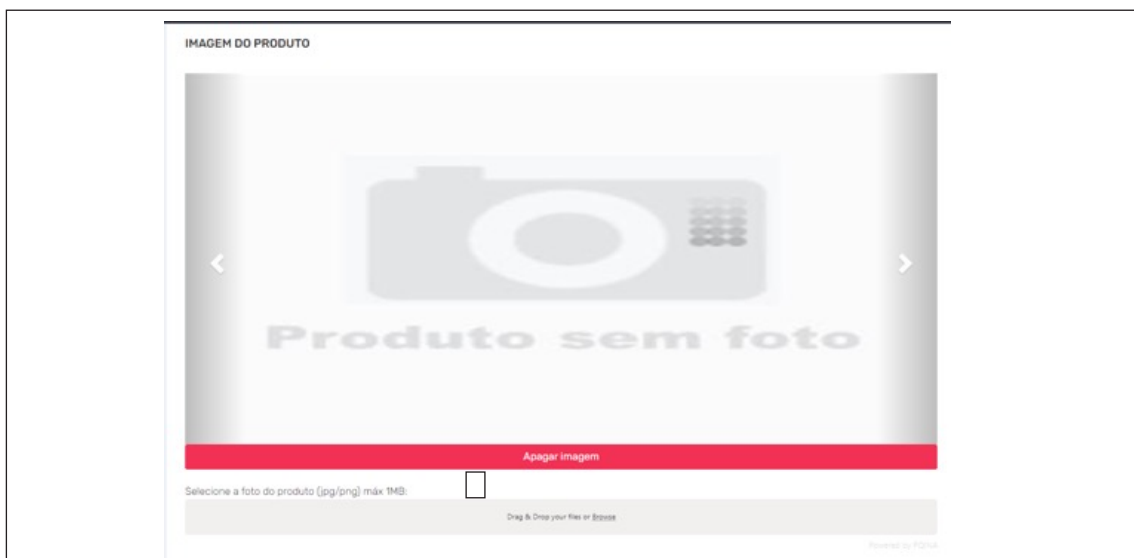 IMAGEM DO PRODUTO
Produto sem foto
Apagar imagem
Selecione a foto do produto (jpg/png) máx 1MB:
Drag & Drop your files or Browse
Powered by PQINA